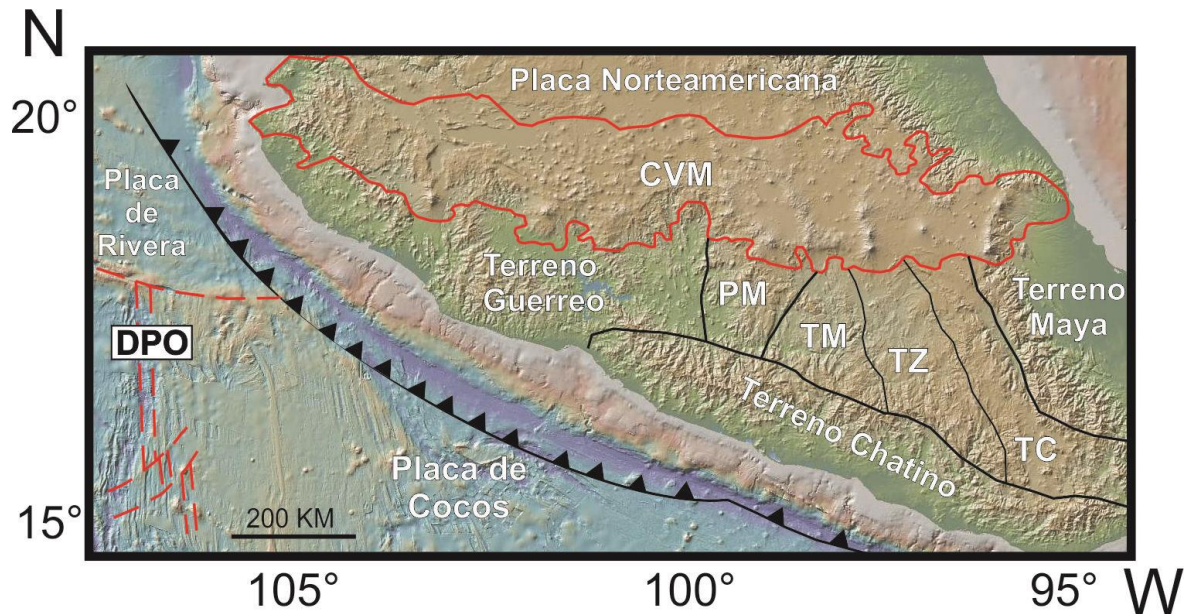 N
Placa Norteamericana
20°
CVM
Placa
de
Rivera
Terreno
Guerreo
PM
Terreno
Maya
DPO
TM
TZ
Terreno Chatino
TC
Placa de
Cocos
15°
200 KM
105°
100°
95°
W